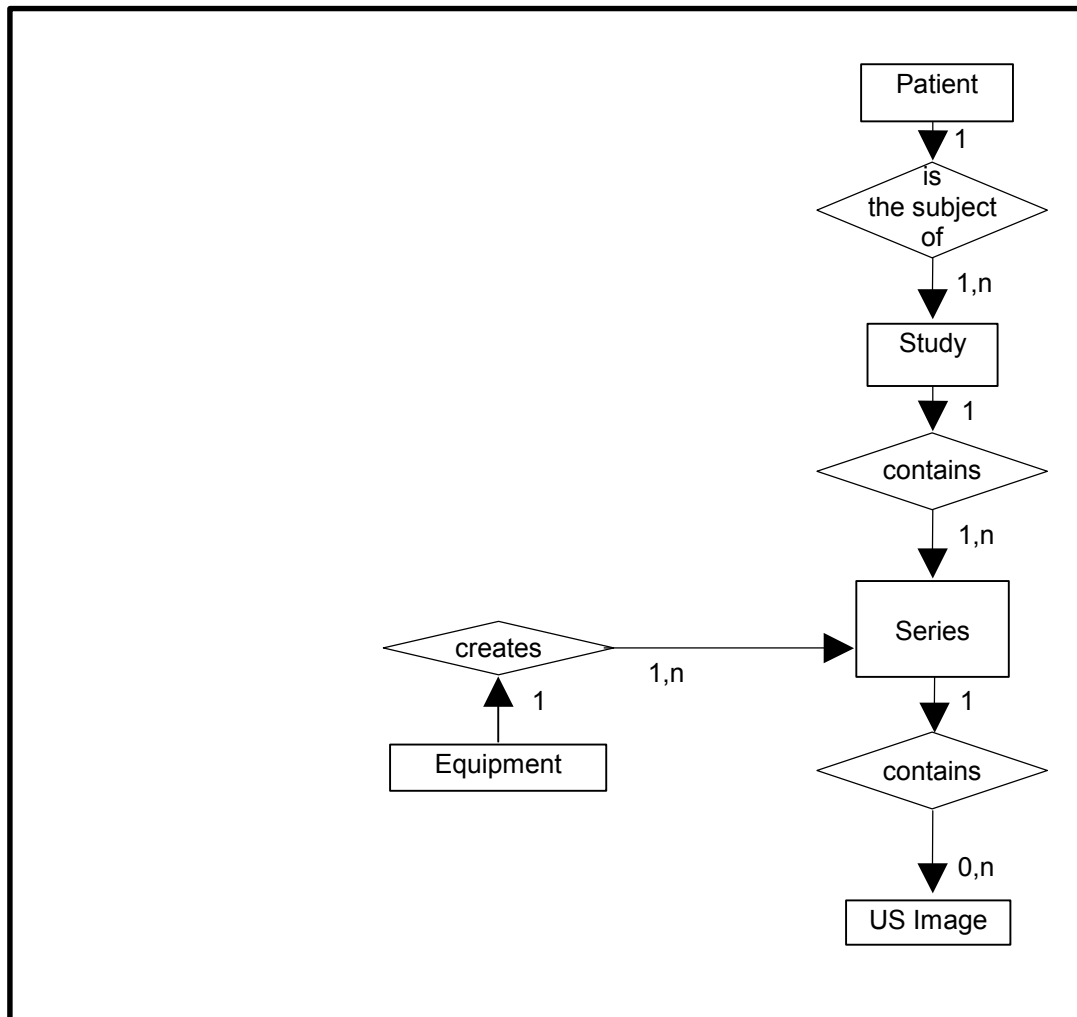 Patient
1
is
the subject
of
1,n
Study
1
contains
1,n
Series
creates
1,n
1
1
Equipment
contains
0,n
US Image